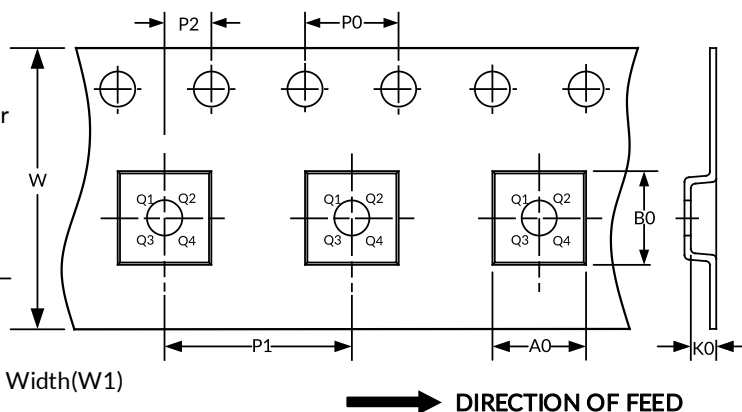 P2
P0
r
W
Q1 Q2
Q3 Q4
Q1 Q2
Q3 Q4
Q1 Q2
Q3 Q4
B0
P1
A0
K0
Width(W1)
DIRECTION OF FEED